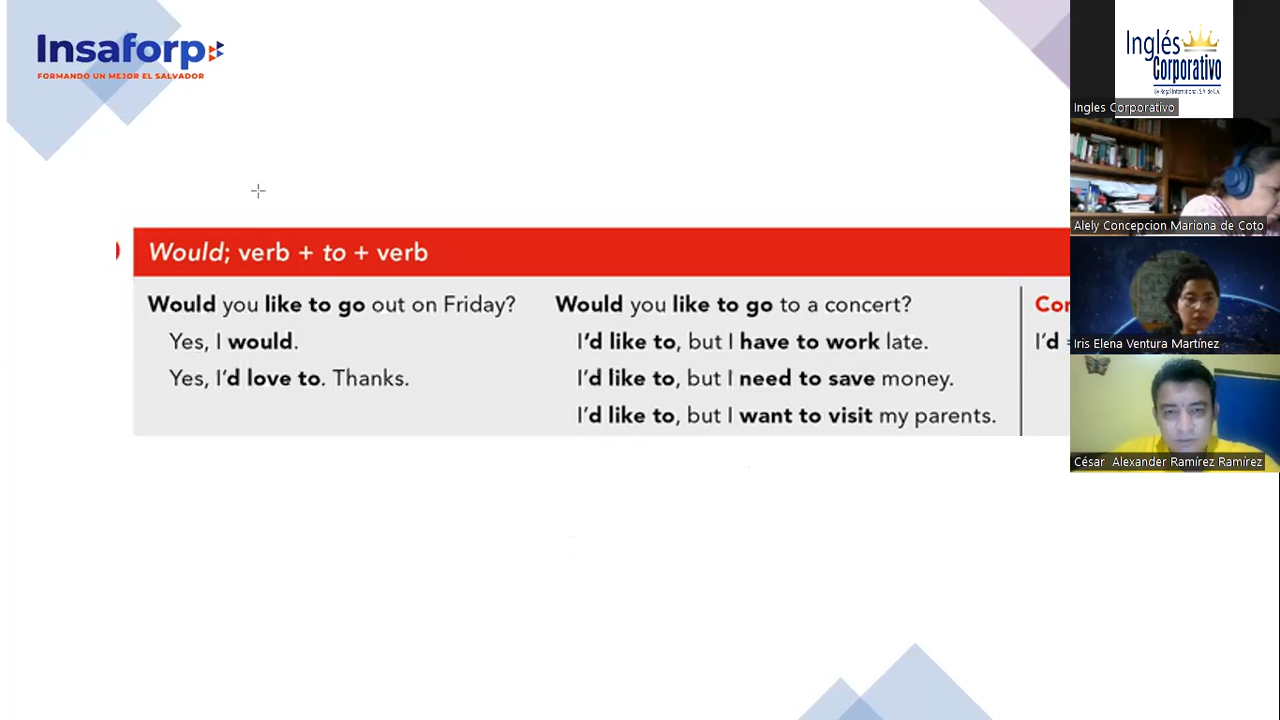 Insaforp
FORMANDO UN MEJOR EL SALVADOR
Would; verb + to + verb
Would you like to go out on Friday?
Yes, I would.
Yes, I'd love to. Thanks.
Would you like to go to a concert?
I'd like to, but I have to work late.
I'd like to, but I need to save money.
I'd like to, but I want to visit my parents.
Con
I'd =
Inglés
Corporativo
Ingles Corporativo
Alely Concepcion Mariona de Coto
Iris Elena Ventura Martínez
César Alexander Ramírez Ramírez